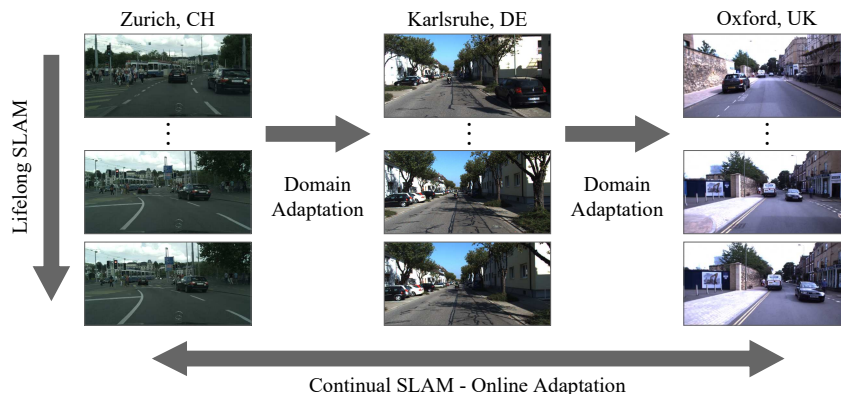 Zurich, CH
Karlsruhe, DE
Oxford, UK
Lifelong SLAM
Domain
Adaptation
Domain
Adaptation
Continual SLAM - Online Adaptation